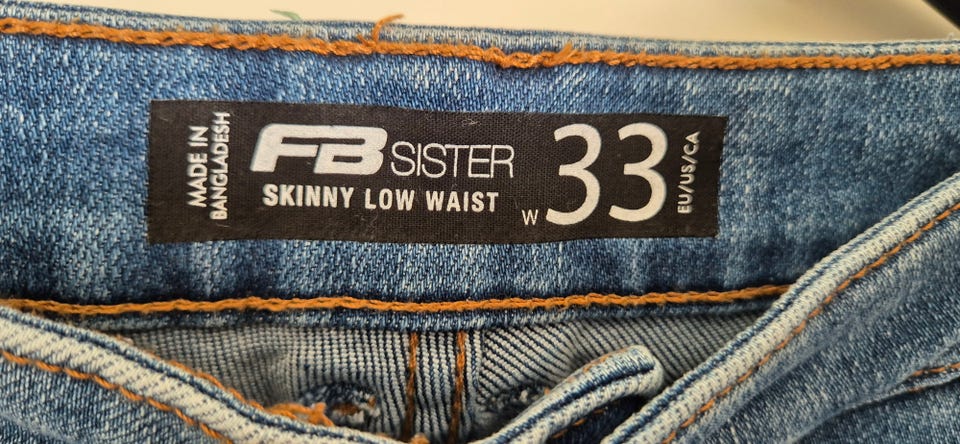 MADE IN
BANGLADESH
FB SISTER
SKINNY LOW WAIST
W 33
EU/US/CA